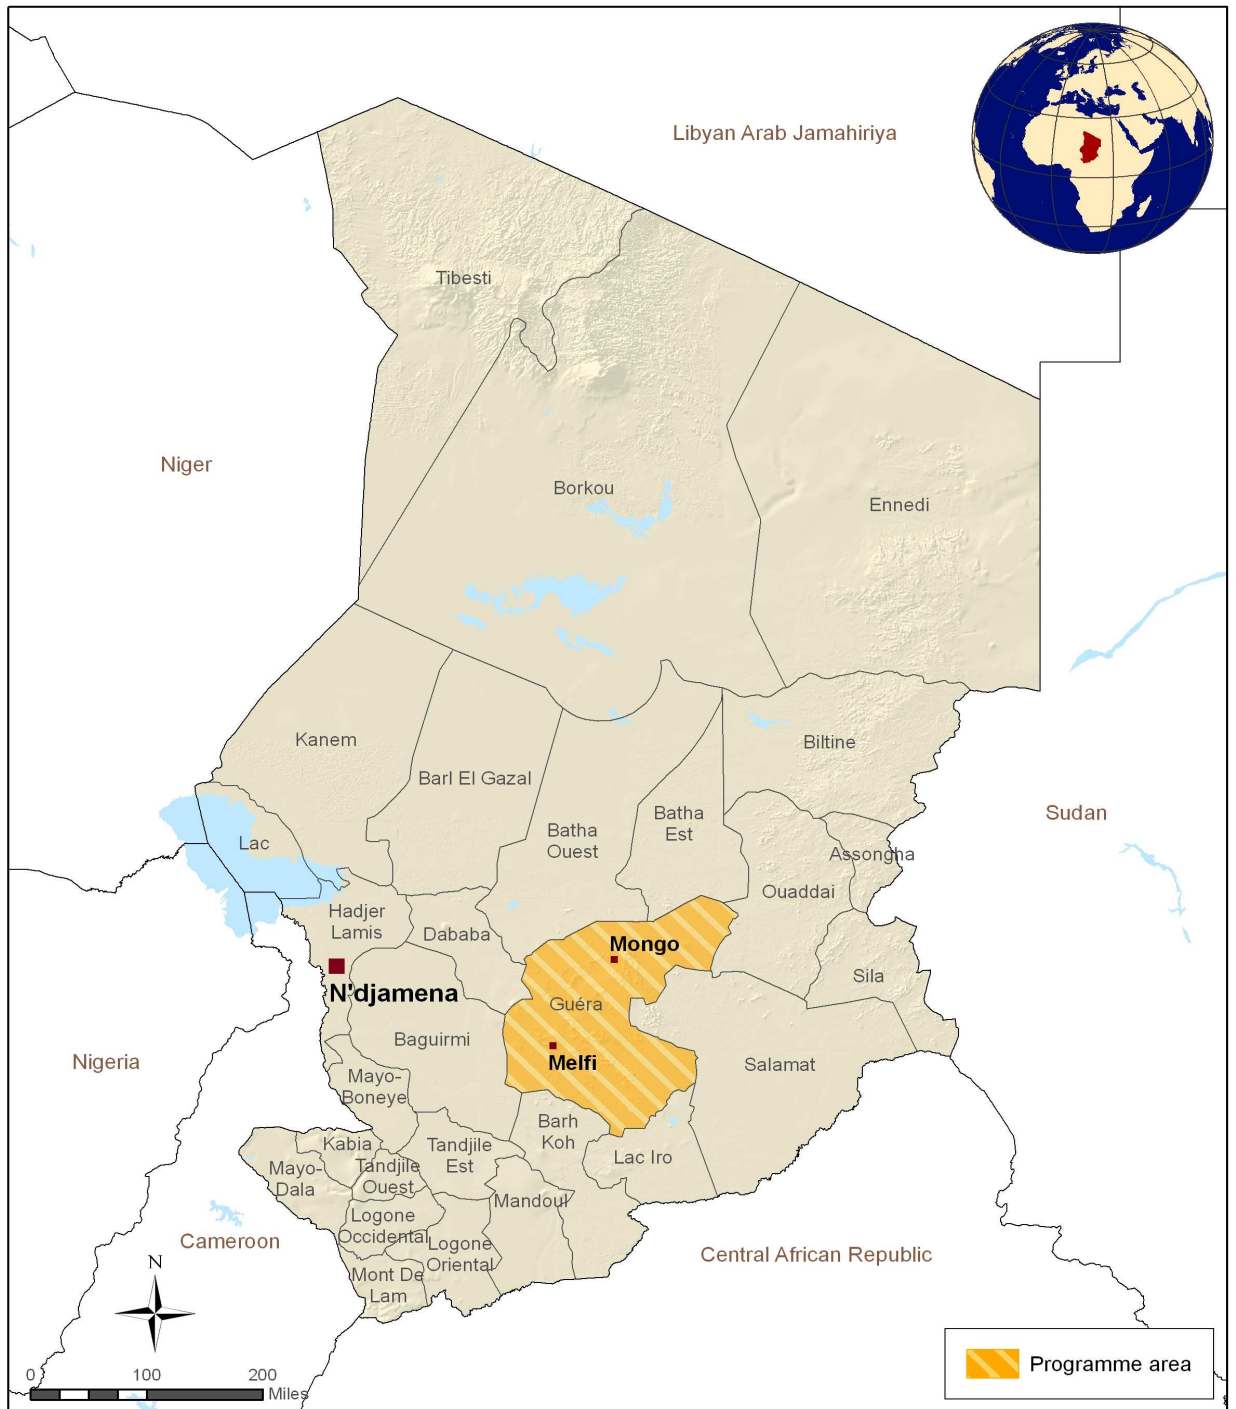 Libyan Arab Jamahiriya
Tibesti
Niger
Borkou
Ennedi
Kanem
Barl El Gazal
Biltine
Batha
Est
Batha
Ouest
Sudan
Lac
Assongha
Ouaddai
Hadjer
Lamis
Dababa
Mongo
Sila
N'djamena
Guéra
Baguirmi
Nigeria
Melfi
Salamat
Mayo-
Boneye
Barh
Koh
Kabia
Tandjile
Est
Lac Iro
Mayo-
Dala
Tandjile
Ouest
Mandoul
Logone
Occidental
Cameroon
Logone
Oriental
Central African Republic
N
Mont De
Lam
Programme area
0 100 200
Miles